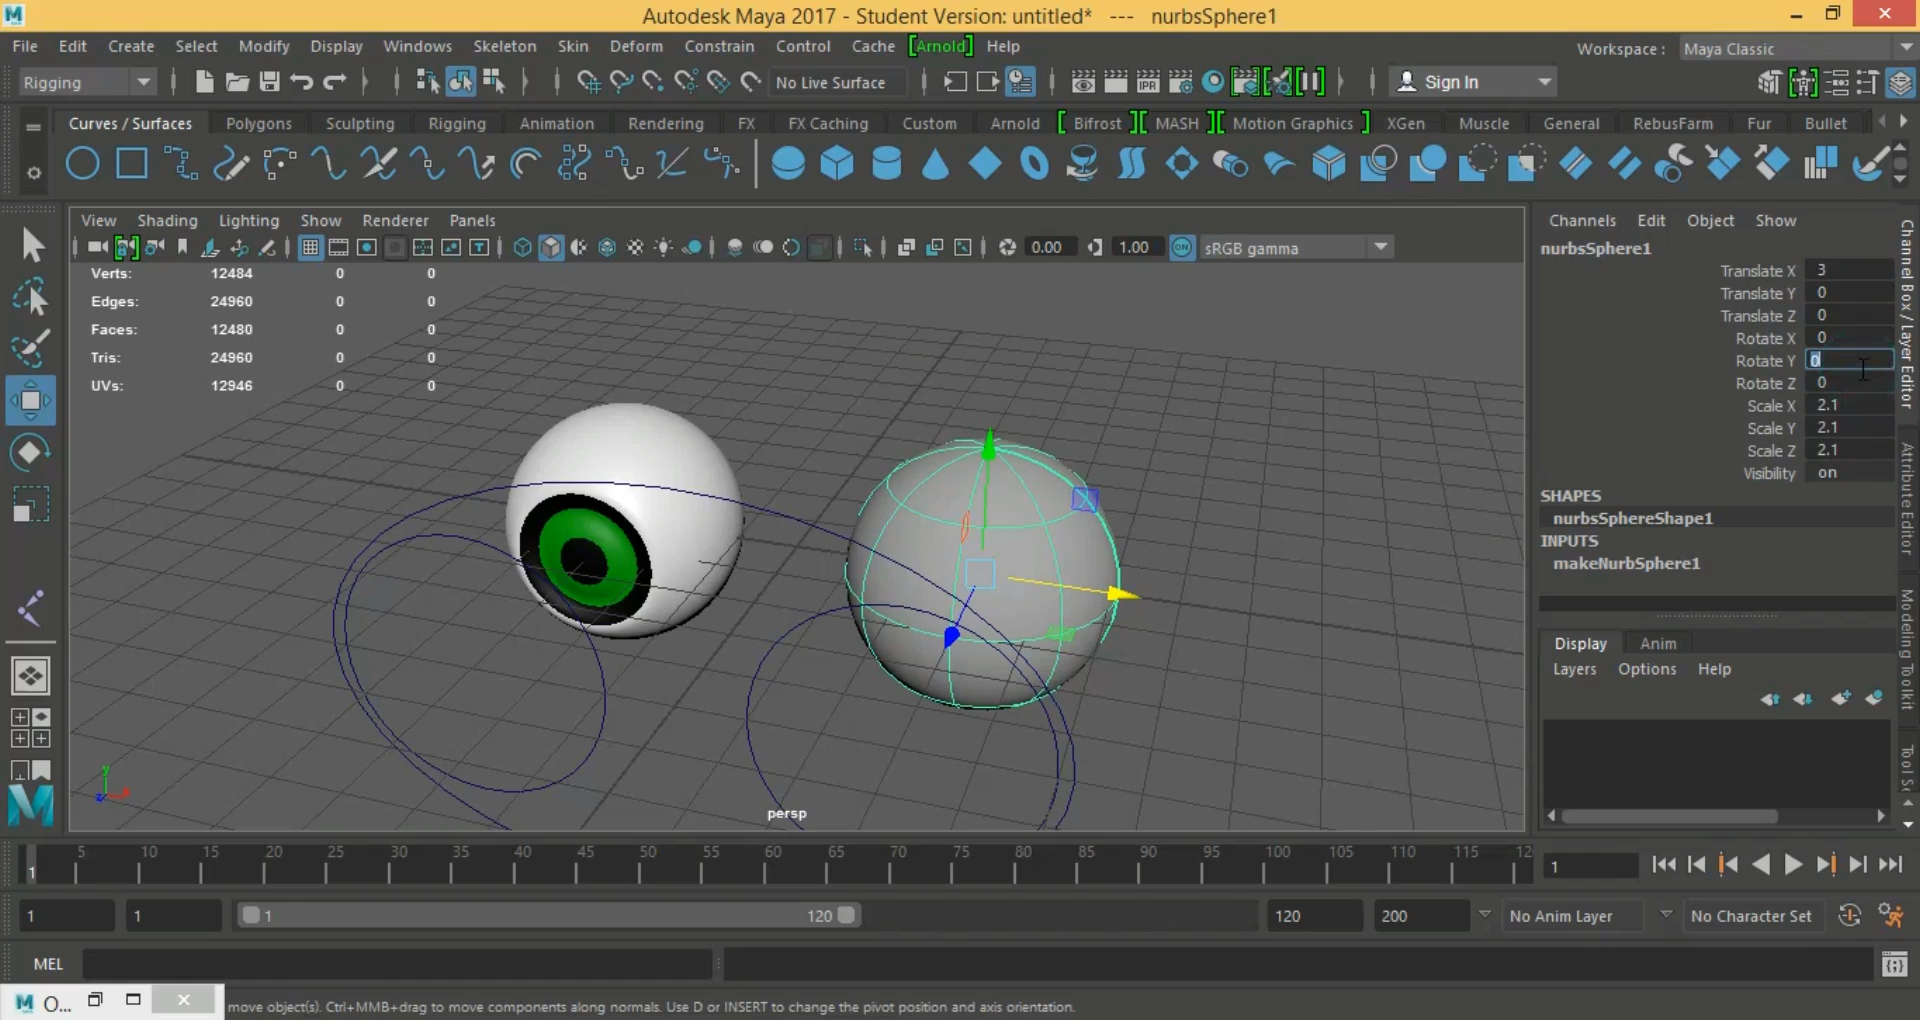 Autodesk Maya 2017 - Student Version: untitled* --- nurbsSphere1
File Edit Create Select Modify Display Windows Skeleton Skin Deform Constrain Control Cache [Arnold] Help
Workspace : Maya Classic
Rigging
No Live Surface
IPR
Sign In
Curves / Surfaces Polygons Sculpting Rigging Animation Rendering FX FX Caching Custom Arnold [ Bifrost ][ MASH ][ Motion Graphics ] XGen Muscle General RebusFarm Fur Bullet
View Shading Lighting Show Renderer Panels
0.00 1.00 ON sRGB gamma
Verts: 12484 0 0
Edges: 24960 0 0
Faces: 12480 0 0
Tris: 24960 0 0
UVs: 12946 0 0
y
persp
Channels Edit Object Show
nurbsSphere1
Translate X 3
Translate Y 0
Translate Z 0
Rotate X 0
Rotate Y 0
Rotate Z 0
Scale X 2.1
Scale Y 2.1
Scale Z 2.1
Visibility on
SHAPES
nurbsSphereShape1
INPUTS
makeNurbSphere1
Display Anim
Layers Options Help
Channel Box / Layer Editor
Attribute Editor
Modeling Toolkit
1 5 10 15 20 25 30 35 40 45 50 55 60 65 70 75 80 85 90 95 100 105 110 115 12
1
1 1 1 120 120 200 No Anim Layer No Character Set
MEL
O... move object(s). Ctrl+MMB+drag to move components along normals. Use D or INSERT to change the pivot position and axis orientation.